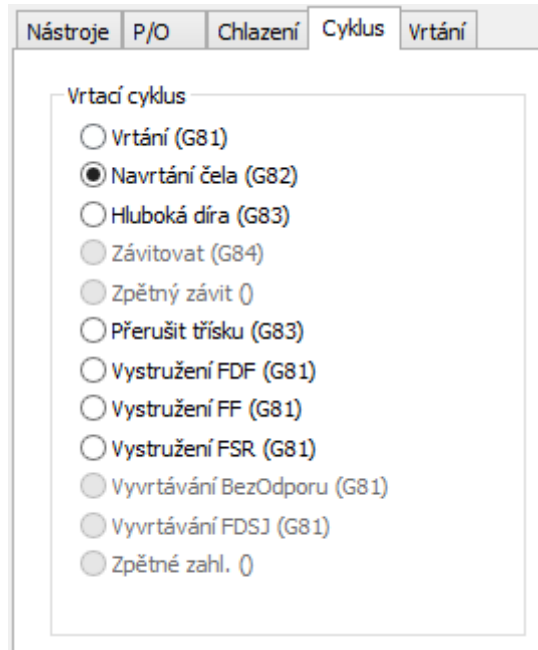 Nástroje P/O Chlazení Cyklus Vrtání
Vrtací cyklus
Vrtání (G81)
Navrtání čela (G82)
Hluboká díra (G83)
Závitovat (G84)
Zpětný závit ()
Přerušit třísku (G83)
Vystružení FDF (G81)
Vystružení FF (G81)
Vystružení FSR (G81)
Vyvrtávání BezOdporu (G81)
Vyvrtávání FDSJ (G81)
Zpětné zahl. ()